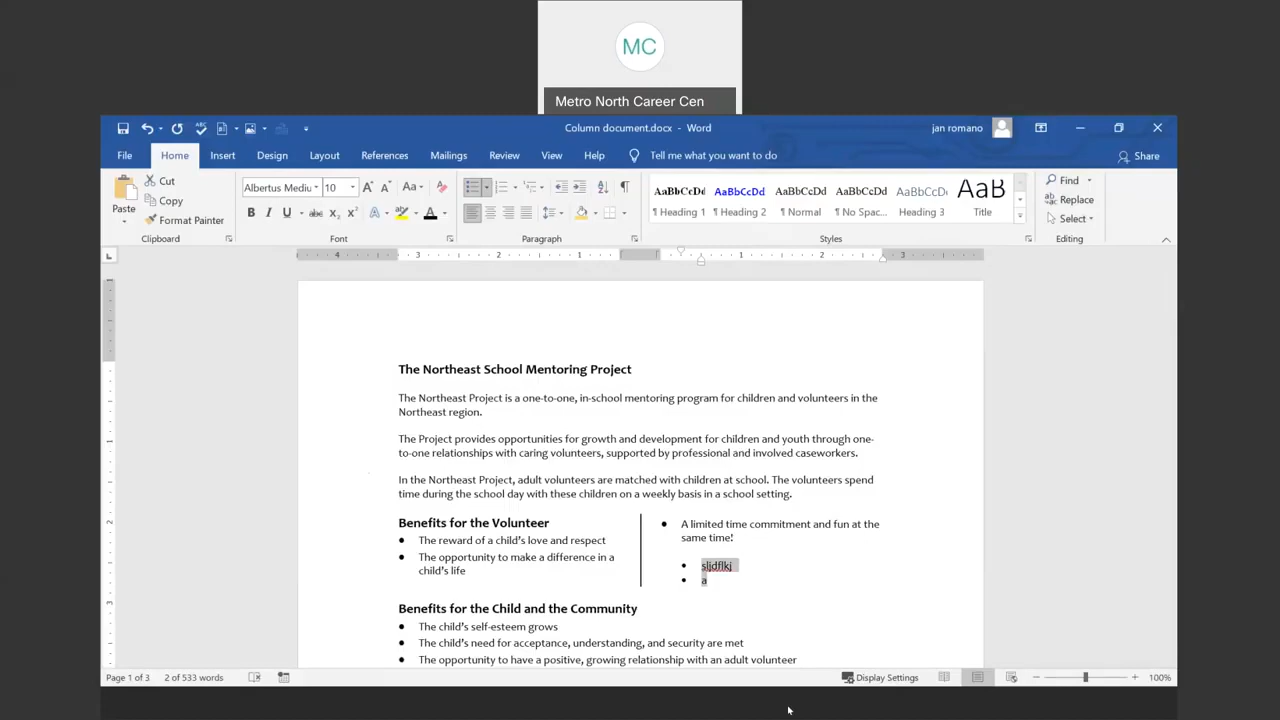 MC
Metro North Career Cen
Column document.docx - Word
jan romano
File Home Insert Design Layout References Mailings Review View Help Tell me what you want to do Share
Paste
Cut
Copy
Format Painter
Clipboard
Albertus Mediu 10
Font
Paragraph
AaBbCcDd AaBbCcDd AaBbCcDd AaBbCcDd AaBbCcDd AaB
¶ Heading 1 ¶ Heading 2 ¶ Normal ¶ No Spac... Heading 3 Title
Styles
Find
Replace
Select
Editing
4 3 2 1 1 2 3
The Northeast School Mentoring Project
The Northeast Project is a one-to-one, in-school mentoring program for children and volunteers in the
Northeast region.
The Project provides opportunities for growth and development for children and youth through one-
to-one relationships with caring volunteers, supported by professional and involved caseworkers.
In the Northeast Project, adult volunteers are matched with children at school. The volunteers spend
time during the school day with these children on a weekly basis in a school setting.
Benefits for the Volunteer
• The reward of a child's love and respect
• The opportunity to make a difference in a
child's life
• A limited time commitment and fun at the
same time!
• sljdflkj
• a
Benefits for the Child and the Community
• The child's self-esteem grows
• The child's need for acceptance, understanding, and security are met
• The opportunity to have a positive, growing relationship with an adult volunteer
Page 1 of 3 2 of 533 words Display Settings 100%